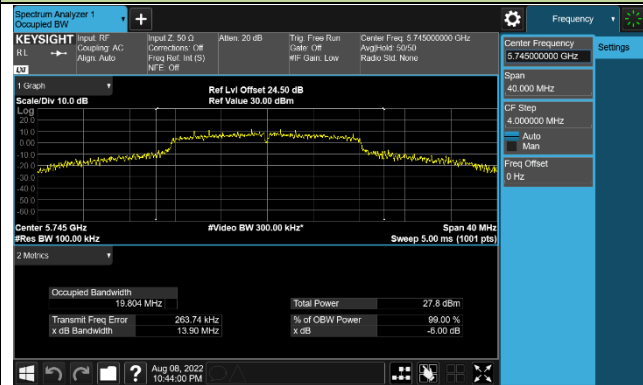 Spectrum Analyzer 1
Occupied BW
Frequency
KEYSIGHT
RL
LXI
Input: RF
Coupling: AC
Align: Auto
Input Z: 50 Ω
Corrections: Off
Freq Ref: Int (S)
NFE: Off
Atten: 20 dB
Trig: Free Run
Gate: Off
#IF Gain: Low
Center Freq: 5.745000000 GHz
Avg|Hold: 50/50
Radio Std: None
Center Frequency
5.745000000 GHz
Settings
Span
40.000 MHz
CF Step
4.000000 MHz
Auto
Man
Freq Offset
0 Hz
1 Graph
Scale/Div 10.0 dB
Ref Lvl Offset 24.50 dB
Ref Value 30.00 dBm
Log
20.0
10.0
0.00
-10.0
-20.0
-30.0
-40.0
-50.0
-60.0
Center 5.745 GHz
#Res BW 100.00 kHz
#Video BW 300.00 kHz*
Span 40 MHz
Sweep 5.00 ms (1001 pts)
2 Metrics
Occupied Bandwidth
19.804 MHz
Total Power 27.8 dBm
Transmit Freq Error 263.74 kHz
% of OBW Power 99.00 %
x dB Bandwidth 13.90 MHz
x dB -6.00 dB
?
Aug 08, 2022
10:44:00 PM